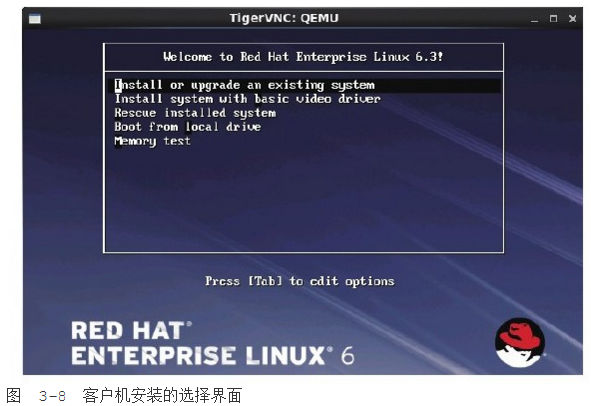 TigerVNC: QEMU
Welcome to Red Hat Enterprise Linux 6.3!
Install or upgrade an existing system
Install system with basic video driver
Rescue installed system
Boot from local drive
Memory test
Press [Tab] to edit options
RED HAT®
ENTERPRISE LINUX® 6
图 3-8 客户机安装的选择界面